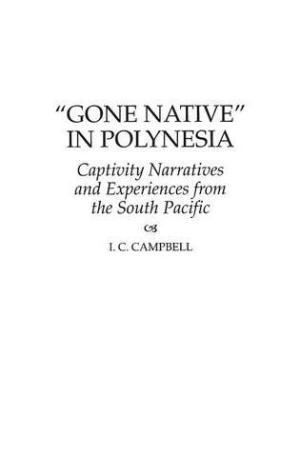 "GONE NATIVE"
IN POLYNESIA
Captivity Narratives
and Experiences from
the South Pacific
I. C. CAMPBELL